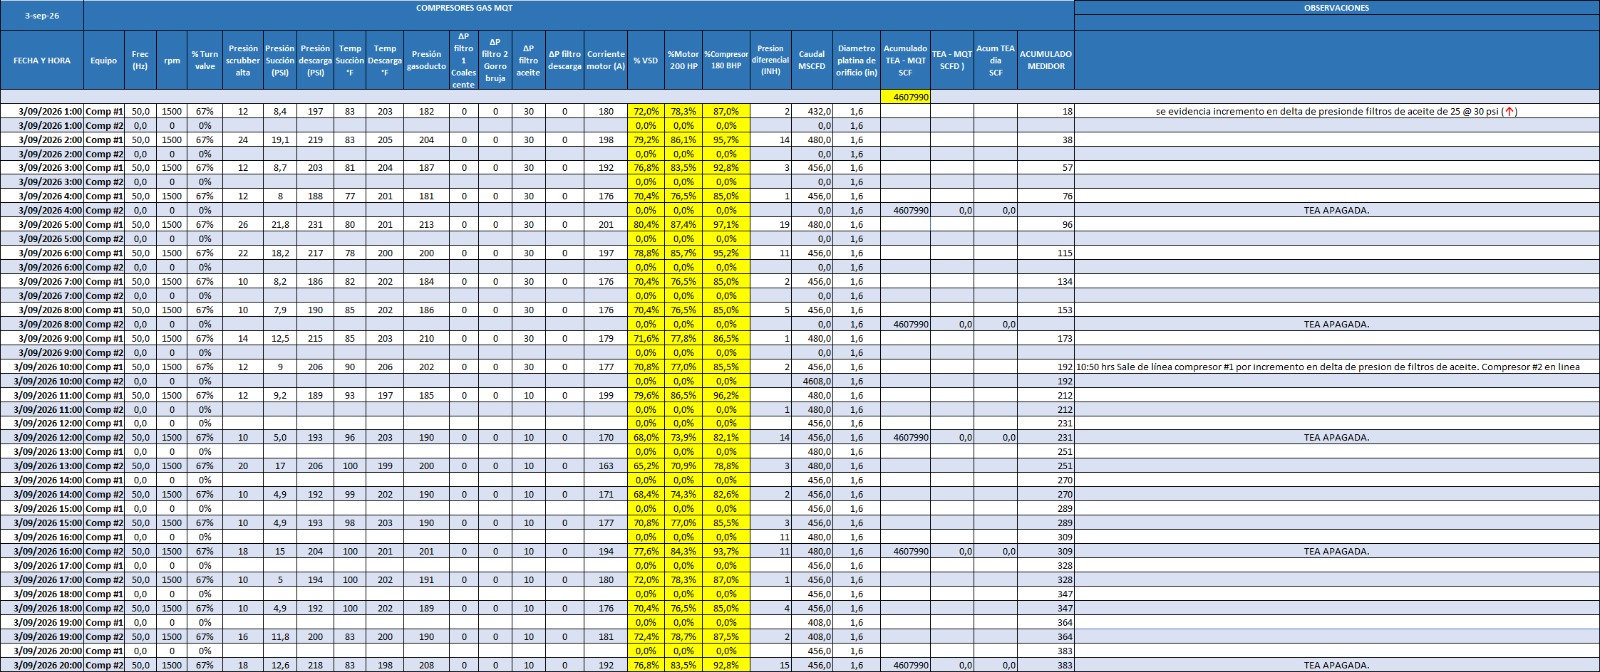 3-sep-26 COMPRESORES GAS MQT OBSERVACIONES
FECHA Y HORA Equipo Frec (Hz) rpm % Turn valve Presión scrubber alta Presión Succión (PSI) Presión descarga (PSI) Temp Succión °F Temp Descarga °F Presión gasoducto ΔP filtro 1 Coalescente ΔP filtro 2 Gorro bruja ΔP filtro aceite ΔP filtro descarga Corriente motor (A) % VSD %Motor 200 HP %Compresor 180 BHP Presion diferencial (INH) Caudal MSCFD Diametro platina de orificio (in) Acumulado TEA - MQT SCF TEA - MQT SCFD ) Acum TEA dia SCF ACUMULADO MEDIDOR
4607990
3/09/2026 1:00 Comp #1 50,0 1500 67% 12 8,4 197 83 203 182 0 0 30 0 180 72,0% 78,3% 87,0% 2 432,0 1,6 18 se evidencia incremento en delta de presionde filtros de aceite de 25 @ 30 psi (↑)
3/09/2026 1:00 Comp #2 0,0 0 0% 0,0% 0,0% 0,0% 0,0 1,6
3/09/2026 2:00 Comp #1 50,0 1500 67% 24 19,1 219 83 205 204 0 0 30 0 198 79,2% 86,1% 95,7% 14 480,0 1,6 38
3/09/2026 2:00 Comp #2 0,0 0 0% 0,0% 0,0% 0,0% 0,0 1,6
3/09/2026 3:00 Comp #1 50,0 1500 67% 12 8,7 203 81 204 187 0 0 30 0 192 76,8% 83,5% 92,8% 3 456,0 1,6 57
3/09/2026 3:00 Comp #2 0,0 0 0% 0,0% 0,0% 0,0% 0,0 1,6
3/09/2026 4:00 Comp #1 50,0 1500 67% 12 8 188 77 201 181 0 0 30 0 176 70,4% 76,5% 85,0% 1 456,0 1,6 76
3/09/2026 4:00 Comp #2 0,0 0 0% 0,0% 0,0% 0,0% 0,0 1,6 4607990 0,0 0,0 TEA APAGADA.
3/09/2026 5:00 Comp #1 50,0 1500 67% 26 21,8 231 80 201 213 0 0 30 0 201 80,4% 87,4% 97,1% 19 480,0 1,6 96
3/09/2026 5:00 Comp #2 0,0 0 0% 0,0% 0,0% 0,0% 0,0 1,6
3/09/2026 6:00 Comp #1 50,0 1500 67% 22 18,2 217 78 200 200 0 0 30 0 197 78,8% 85,7% 95,2% 11 456,0 1,6 115
3/09/2026 6:00 Comp #2 0,0 0 0% 0,0% 0,0% 0,0% 0,0 1,6
3/09/2026 7:00 Comp #1 50,0 1500 67% 10 8,2 186 82 202 184 0 0 30 0 176 70,4% 76,5% 85,0% 2 456,0 1,6 134
3/09/2026 7:00 Comp #2 0,0 0 0% 0,0% 0,0% 0,0% 0,0 1,6
3/09/2026 8:00 Comp #1 50,0 1500 67% 10 7,9 190 85 202 186 0 0 30 0 176 70,4% 76,5% 85,0% 5 456,0 1,6 153
3/09/2026 8:00 Comp #2 0,0 0 0% 0,0% 0,0% 0,0% 0,0 1,6 4607990 0,0 0,0 TEA APAGADA.
3/09/2026 9:00 Comp #1 50,0 1500 67% 14 12,5 215 85 203 210 0 0 30 0 179 71,6% 77,8% 86,5% 1 480,0 1,6 173
3/09/2026 9:00 Comp #2 0,0 0 0% 0,0% 0,0% 0,0% 0,0 1,6
3/09/2026 10:00 Comp #1 50,0 1500 67% 12 9 206 90 206 202 0 0 30 0 177 70,8% 77,0% 85,5% 2 456,0 1,6 192 10:50 hrs Sale de línea compresor #1 por incremento en delta de presion de filtros de aceite. Compresor #2 en linea
3/09/2026 10:00 Comp #2 0,0 0 0% 0,0% 0,0% 0,0% 4608,0 1,6 192
3/09/2026 11:00 Comp #1 50,0 1500 67% 12 9,2 189 93 197 185 0 0 10 0 199 79,6% 86,5% 96,2% 480,0 1,6 212
3/09/2026 11:00 Comp #2 0,0 0 0% 0,0% 0,0% 0,0% 1 480,0 1,6 212
3/09/2026 12:00 Comp #1 0,0% 0,0% 0,0% 456,0 1,6 231
3/09/2026 12:00 Comp #2 50,0 1500 67% 10 5,0 193 96 203 190 0 0 10 0 170 68,0% 73,9% 82,1% 14 456,0 1,6 4607990 0,0 0,0 231 TEA APAGADA.
3/09/2026 13:00 Comp #1 0,0% 0,0% 0,0% 480,0 1,6 251
3/09/2026 13:00 Comp #2 50,0 1500 67% 20 17 206 100 199 200 0 0 10 0 163 65,2% 70,9% 78,8% 3 480,0 1,6 251
3/09/2026 14:00 Comp #1 0,0% 0,0% 0,0% 456,0 1,6 270
3/09/2026 14:00 Comp #2 50,0 1500 67% 10 4,9 192 99 202 190 0 0 10 0 171 68,4% 74,3% 82,6% 2 456,0 1,6 270
3/09/2026 15:00 Comp #1 0,0% 0,0% 0,0% 456,0 1,6 289
3/09/2026 15:00 Comp #2 50,0 1500 67% 10 4,9 193 98 203 190 0 0 10 0 177 70,8% 77,0% 85,5% 3 456,0 1,6 289
3/09/2026 16:00 Comp #1 0,0% 0,0% 0,0% 11 480,0 1,6 309
3/09/2026 16:00 Comp #2 50,0 1500 67% 18 15 204 100 201 201 0 0 10 0 194 77,6% 84,3% 93,7% 11 480,0 1,6 4607990 0,0 0,0 309 TEA APAGADA.
3/09/2026 17:00 Comp #1 0,0% 0,0% 0,0% 456,0 1,6 328
3/09/2026 17:00 Comp #2 50,0 1500 67% 10 5 194 100 202 191 0 0 10 0 180 72,0% 78,3% 87,0% 1 456,0 1,6 328
3/09/2026 18:00 Comp #1 0,0% 0,0% 0,0% 456,0 1,6 347
3/09/2026 18:00 Comp #2 50,0 1500 67% 10 4,9 192 100 202 189 0 0 10 0 176 70,4% 76,5% 85,0% 4 456,0 1,6 347
3/09/2026 19:00 Comp #1 0,0% 0,0% 0,0% 408,0 1,6 364
3/09/2026 19:00 Comp #2 50,0 1500 67% 16 11,8 200 83 200 190 0 0 10 0 181 72,4% 78,7% 87,5% 2 408,0 1,6 364
3/09/2026 20:00 Comp #1 0,0% 0,0% 0,0% 456,0 1,6 383
3/09/2026 20:00 Comp #2 50,0 1500 67% 18 12,6 218 83 198 208 0 0 10 0 192 76,8% 83,5% 92,8% 15 456,0 1,6 4607990 0,0 0,0 383 TEA APAGADA.